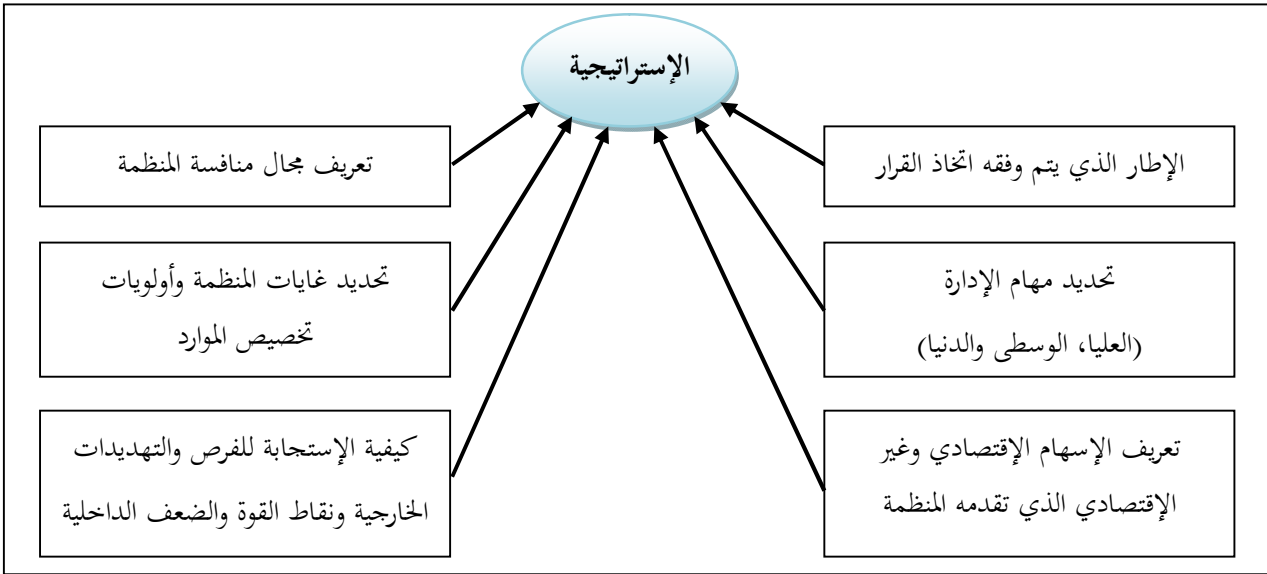 الإستراتيجية
الإطار الذي يتم وفقه اتخاذ القرار
تعريف مجال منافسة المنظمة
تحديد مهام الإدارة
(العليا، الوسطى والدنيا)
تحديد غايات المنظمة وأولويات
تخصيص الموارد
تعريف الإسهام الإقتصادي وغير
الإقتصادي الذي تقدمه المنظمة
كيفية الإستجابة للفرص والتهديدات
الخارجية ونقاط القوة والضعف الداخلية